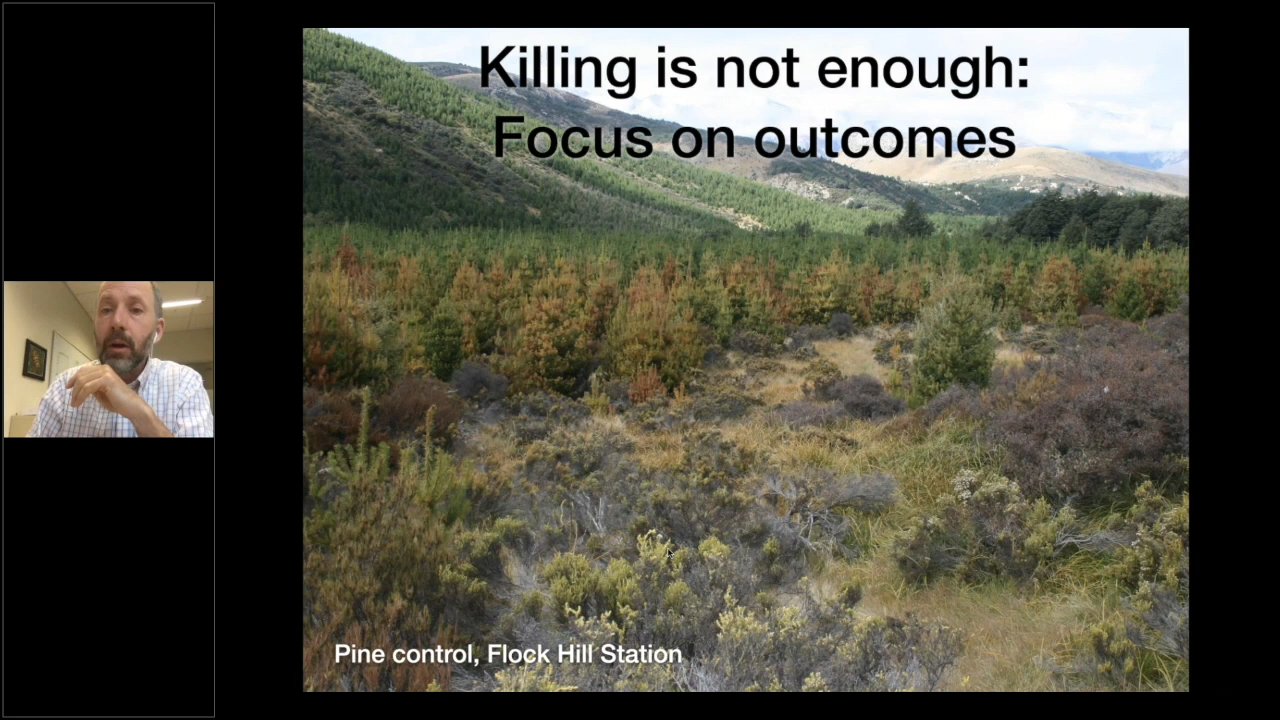 Killing is not enough:
Focus on outcomes
Pine control, Flock Hill Station